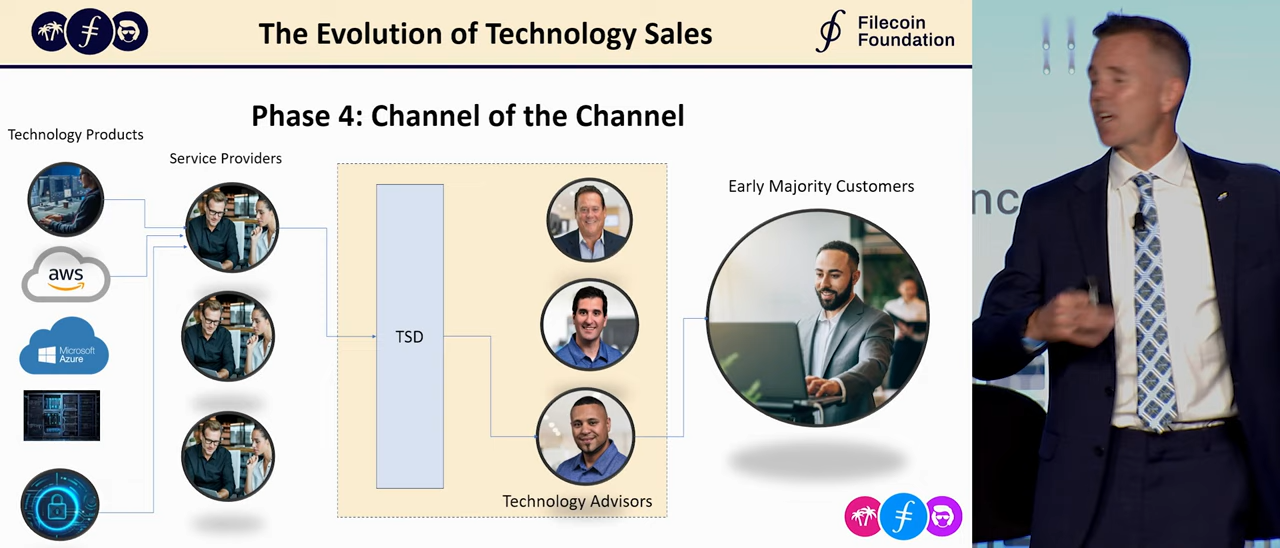 The Evolution of Technology Sales
Filecoin
Foundation
Phase 4: Channel of the Channel
Technology Products
Service Providers
Early Majority Customers
aws
Microsoft
Azure
TSD
Technology Advisors